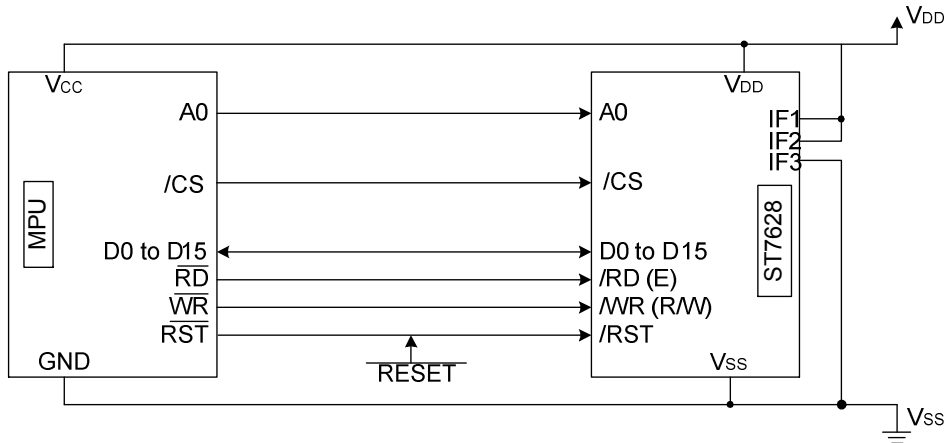 VDD
VCC
VDD
A0
A0
IF1
IF2
IF3
/CS
/CS
MPU
ST7628
D0 to D15
D0 to D15
RD
/RD (E)
WR
/WR (R/W)
RST
/RST
GND
RESET
VSS
VSS